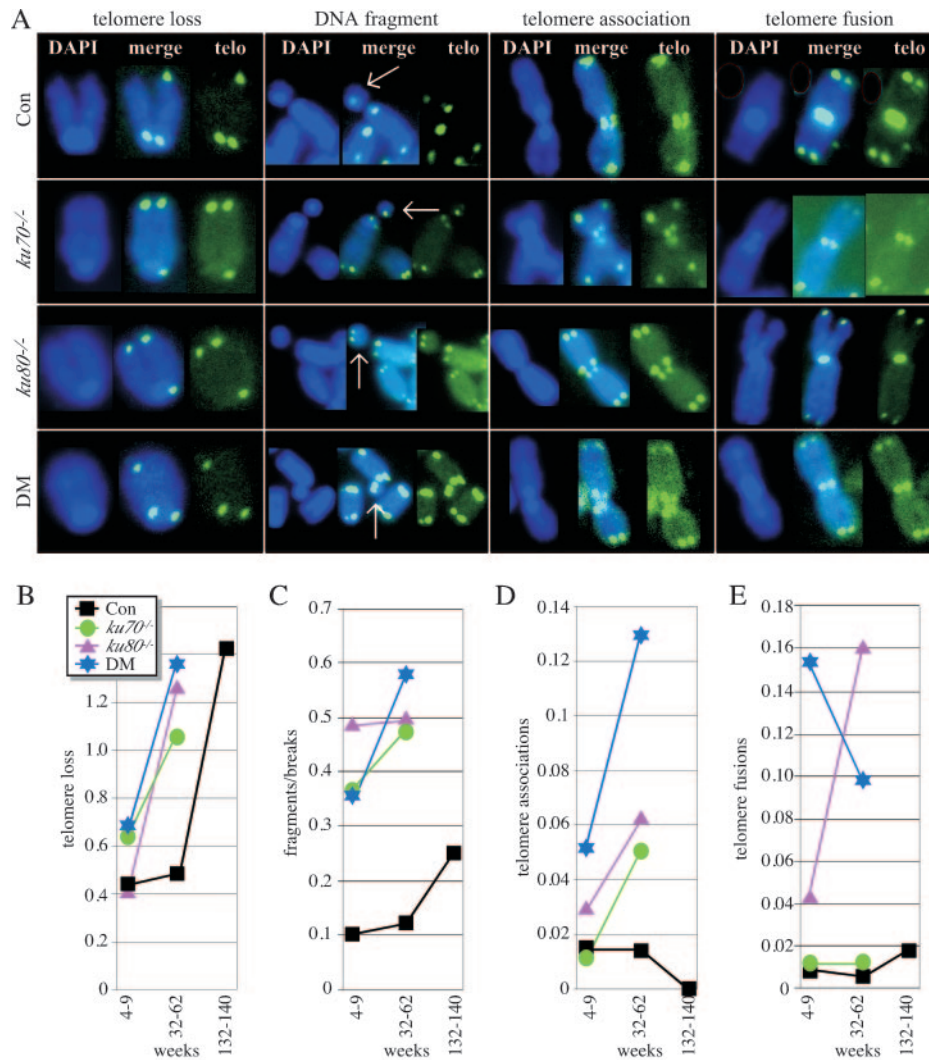 A
telomere loss
DNA fragment
telomere association
telomere fusion
DAPI merge telo
DAPI merge telo
DAPI merge telo
DAPI merge telo
Con
ku70-/-
ku80-/-
DM
B
Con
ku70-/-
ku80-/-
DM
telomere loss
1.2
1.0
0.8
0.6
0.4
0.2
0
4-9
32-62
132-140
weeks
C
fragments/breaks
0.7
0.6
0.5
0.4
0.3
0.2
0.1
0
4-9
32-62
132-140
weeks
D
telomere associations
0.14
0.12
0.1
0.08
0.06
0.04
0.02
0
4-9
32-62
132-140
weeks
E
telomere fusions
0.18
0.16
0.14
0.12
0.10
0.08
0.06
0.04
0.02
0
4-9
32-62
132-140
weeks